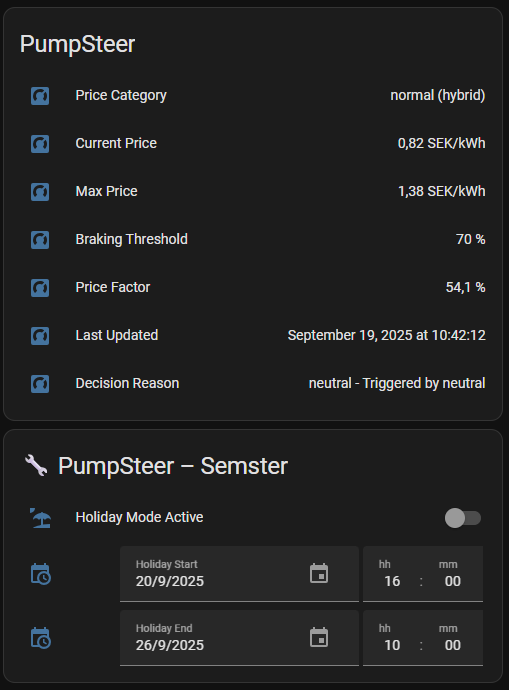 PumpSteer
Price Category normal (hybrid)
Current Price 0,82 SEK/kWh
Max Price 1,38 SEK/kWh
Braking Threshold 70 %
Price Factor 54,1 %
Last Updated September 19, 2025 at 10:42:12
Decision Reason neutral - Triggered by neutral
PumpSteer – Semster
Holiday Mode Active
Holiday Start hh mm
20/9/2025 16 : 00
Holiday End hh mm
26/9/2025 10 : 00